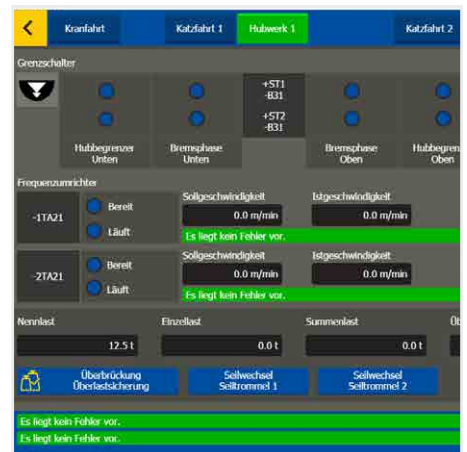 Kranfahrt Katzfahrt 1 Hubwerk 1 Katzfahrt 2
Grenzschalter
+ST1
-B31
+ST2
-B31
Hubbegrenzer Unten
Bremsphase Unten
Bremsphase Oben
Hubbegren Oben
Frequenzumrichter
Sollgeschwindigkeit Istgeschwindigkeit
-1TA21 Bereit 0.0 m/min 0.0 m/min
Läuft Es liegt kein Fehler vor.
Sollgeschwindigkeit Istgeschwindigkeit
-2TA21 Bereit 0.0 m/min 0.0 m/min
Läuft Es liegt kein Fehler vor.
Nennlast Einzellast Summenlast Üb
12.5 t 0.0 t 0.0 t
Überbrückung Überlastsicherung
Seilwechsel Seiltrommel 1
Seilwechsel Seiltrommel 2
Es liegt kein Fehler vor.
Es liegt kein Fehler vor.